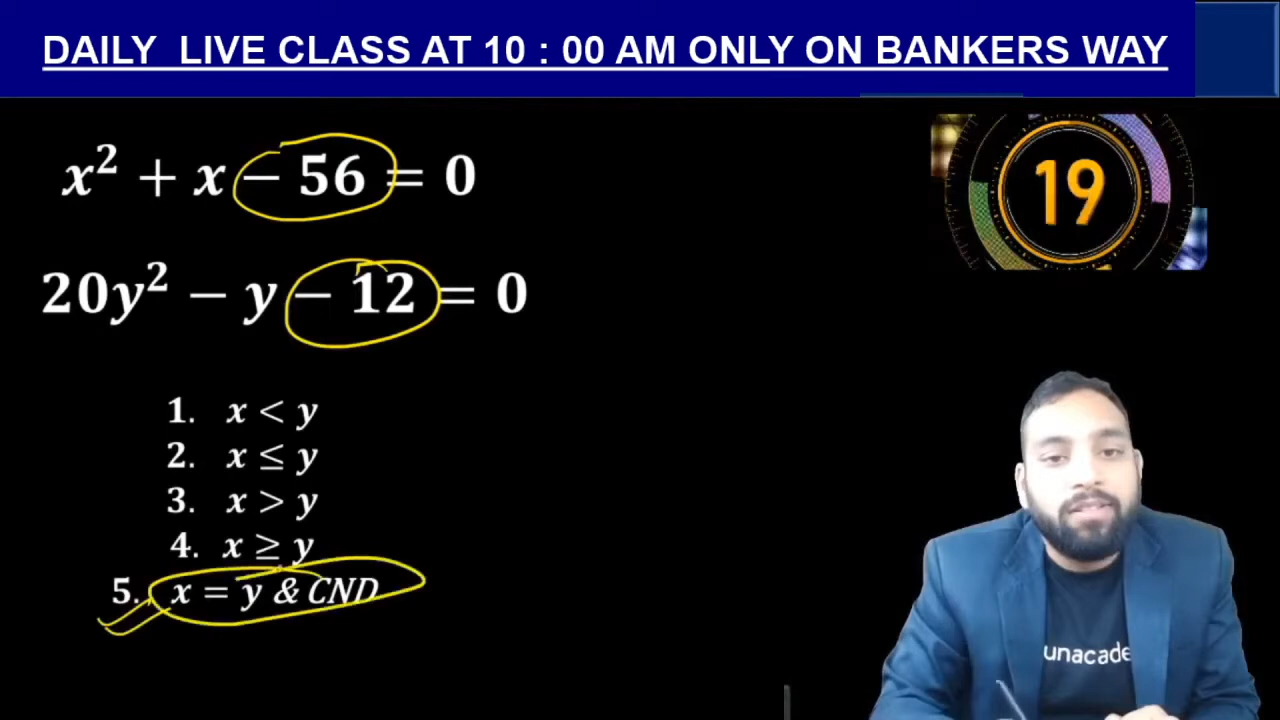 DAILY LIVE CLASS AT 10 : 00 AM ONLY ON BANKERS WAY
x² + x − 56 = 0
19
20y² − y − 12 = 0
1. x < y
2. x ≤ y
3. x > y
4. x ≥ y
5. x = y & CND
unacade